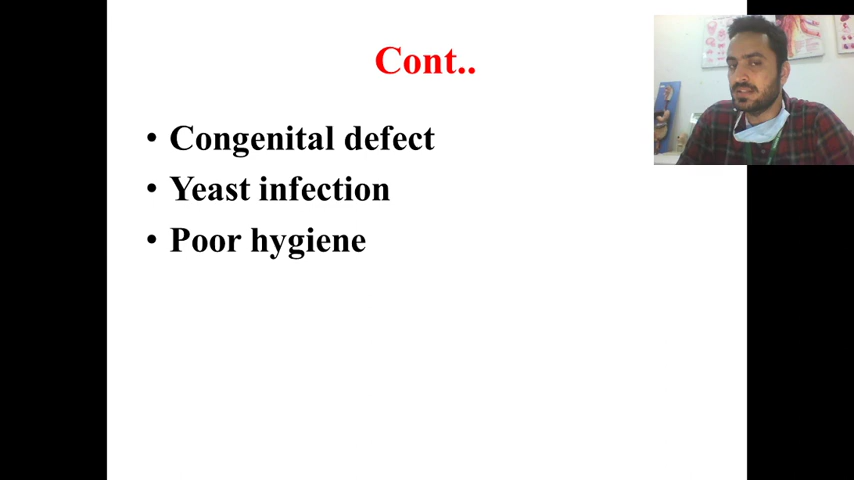 Cont..
• Congenital defect
• Yeast infection
• Poor hygiene